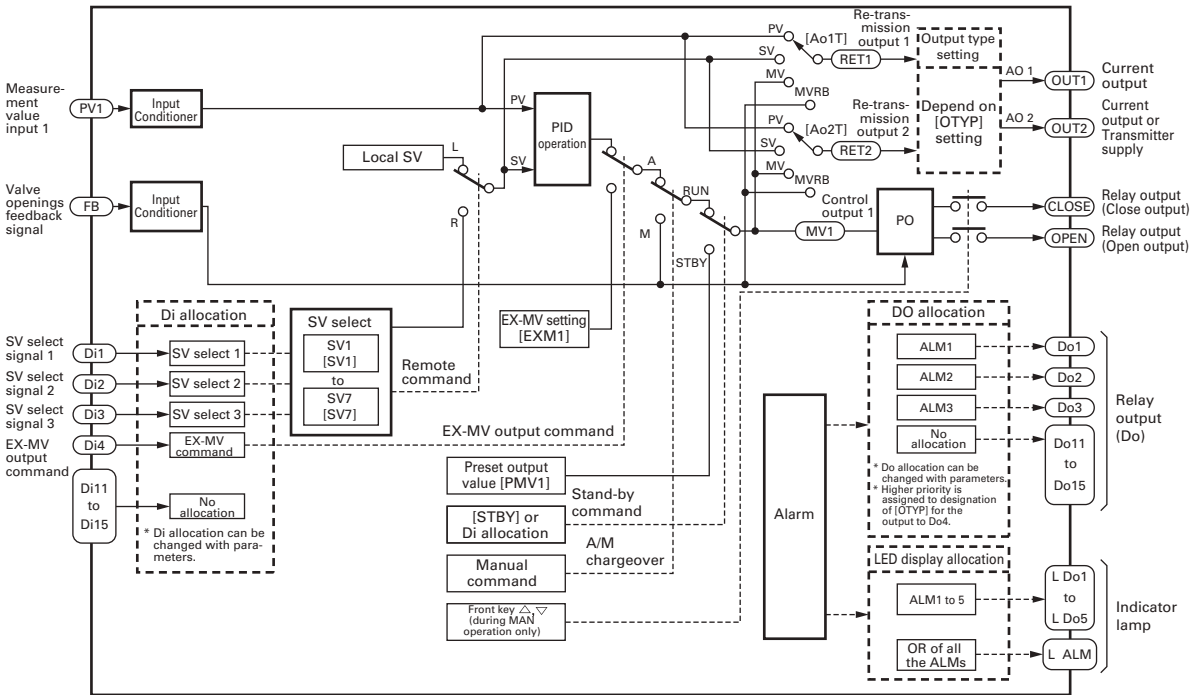 Re-trans-
mission
output 1
PV
[Ao1T]
SV
RET1
MV
MVRB
Output type
setting
Depend on
[OTYP]
setting
AO 1
OUT1
Current
output
AO 2
OUT2
Current
output or
Transmitter
supply
Re-trans-
mission
output 2
PV
[Ao2T]
SV
RET2
MV
MVRB
Measure-
ment
value
input 1
PV1
Input
Conditioner
PV
PID
operation
SV
Local SV
L
R
A
M
RUN
STBY
Control
output 1
MV1
PO
CLOSE
Relay output
(Close output)
OPEN
Relay output
(Open output)
Valve
openings
feedback
signal
FB
Input
Conditioner
EX-MV setting
[EXM1]
Di allocation
SV select
signal 1
Di1
SV select 1
SV select
signal 2
Di2
SV select 2
SV select
signal 3
Di3
SV select 3
EX-MV
output
command
Di4
EX-MV
command
Di11
to
Di15
No
allocation
* Di allocation can be
changed with para-
meters.
SV select
SV1
[SV1]
to
SV7
[SV7]
Remote
command
EX-MV output command
Preset output
value [PMV1]
Stand-by
command
[STBY] or
Di allocation
A/M
chargeover
Manual
command
Front key △,▽
(during MAN
operation only)
Alarm
DO allocation
ALM1
Do1
ALM2
Do2
ALM3
Do3
No
allocation
Do11
to
Do15
* Do allocation can be
changed with parameters.
* Higher priority is
assigned to designation
of [OTYP] for the
output to Do4.
Relay
output
(Do)
LED display allocation
ALM1 to 5
L Do1
to
L Do5
OR of all
the ALMs
L ALM
Indicator
lamp